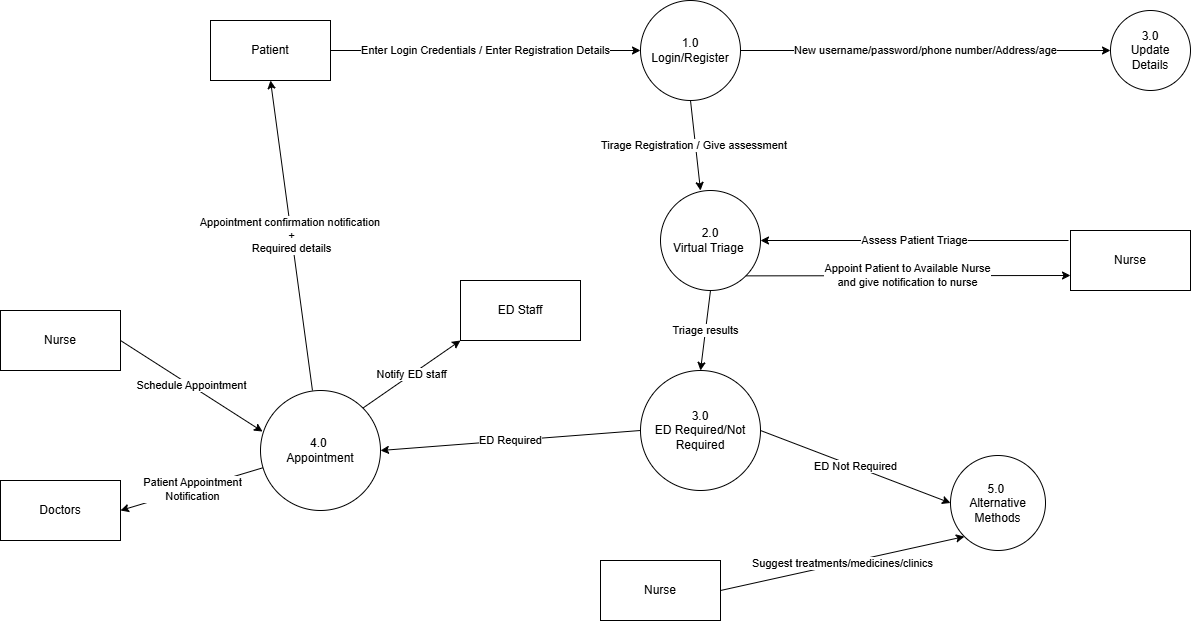 Patient
Enter Login Credentials / Enter Registration Details
1.0
Login/Register
New username/password/phone number/Address/age
3.0
Update
Details
Tirage Registration / Give assessment
2.0
Virtual Triage
Assess Patient Triage
Appoint Patient to Available Nurse
and give notification to nurse
Nurse
Appointment confirmation notification
+
Required details
ED Staff
Nurse
Triage results
Notify ED staff
Schedule Appointment
4.0
Appointment
ED Required
3.0
ED Required/Not
Required
ED Not Required
5.0
Alternative
Methods
Patient Appointment
Notification
Doctors
Suggest treatments/medicines/clinics
Nurse